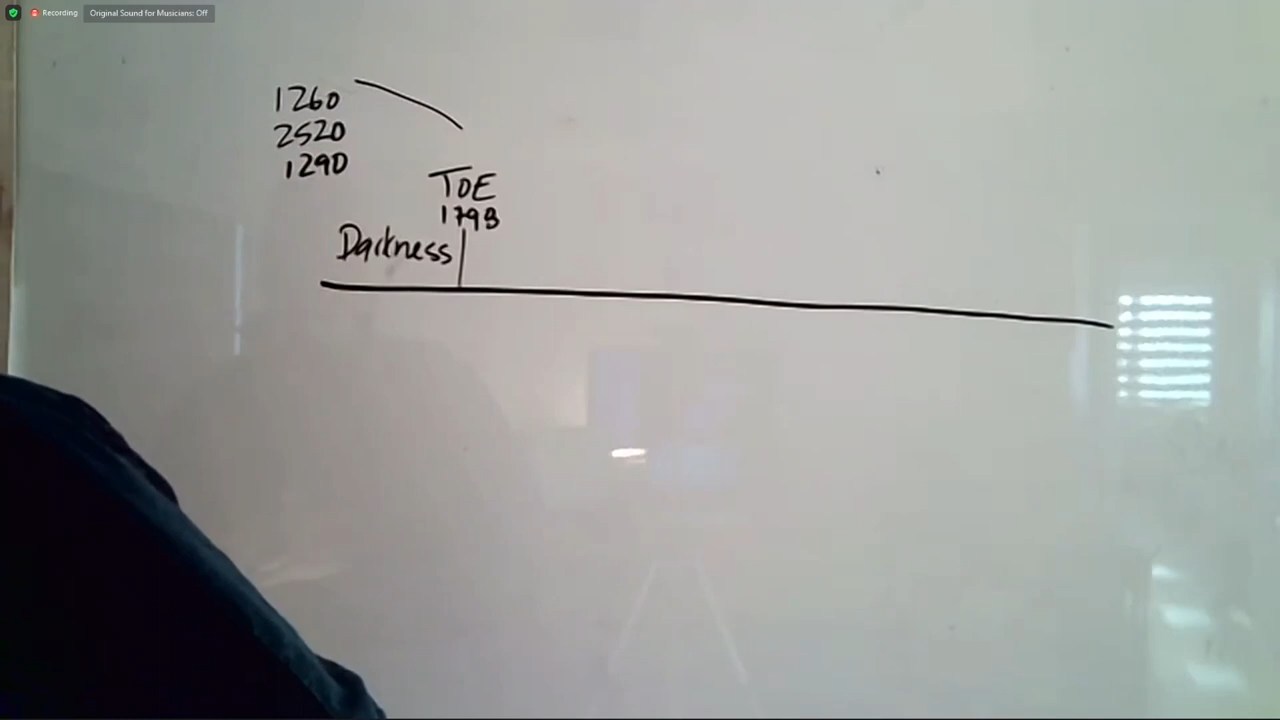 Recording
Original Sound for Musicians: Off
1260
2520
1290
TOE
1798
Darkness